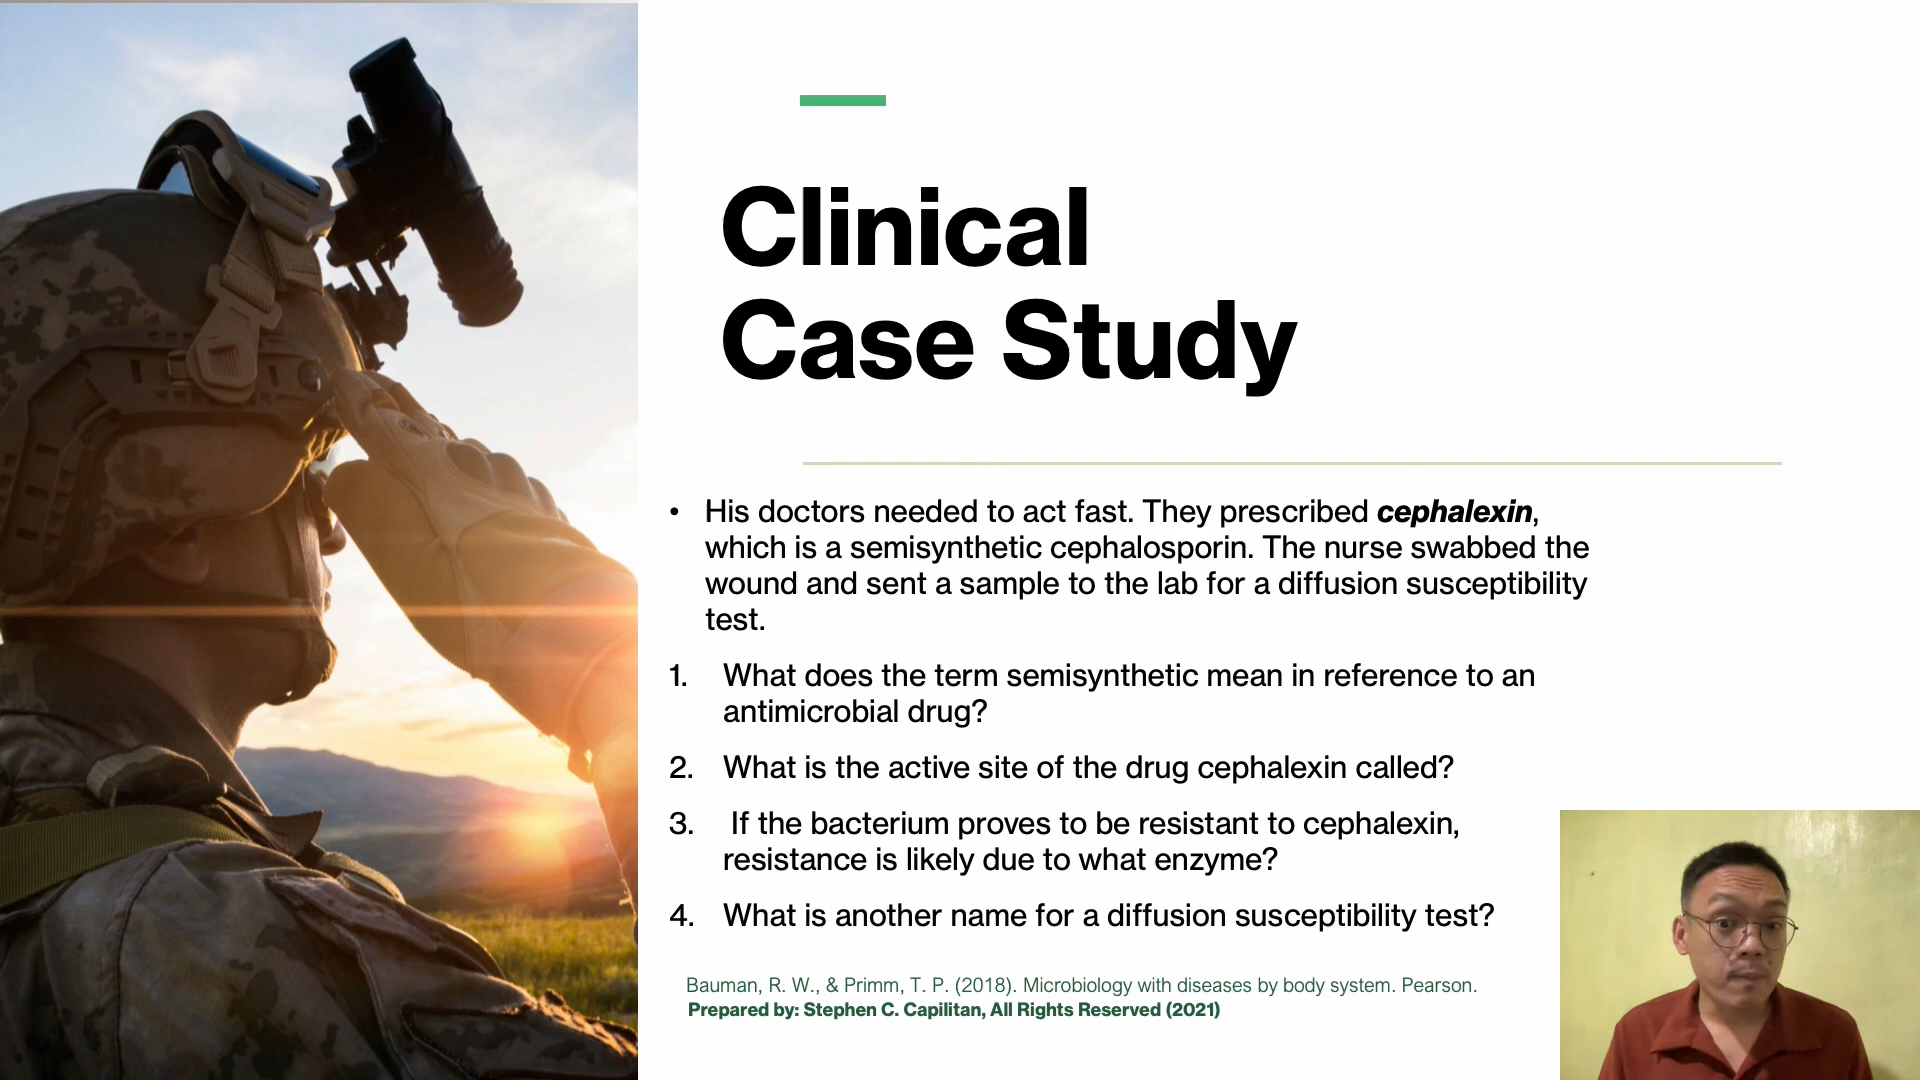 Clinical
Case Study
• His doctors needed to act fast. They prescribed cephalexin,
which is a semisynthetic cephalosporin. The nurse swabbed the
wound and sent a sample to the lab for a diffusion susceptibility
test.
1. What does the term semisynthetic mean in reference to an
antimicrobial drug?
2. What is the active site of the drug cephalexin called?
3. If the bacterium proves to be resistant to cephalexin,
resistance is likely due to what enzyme?
4. What is another name for a diffusion susceptibility test?
Bauman, R. W., & Primm, T. P. (2018). Microbiology with diseases by body system. Pearson.
Prepared by: Stephen C. Capilitan, All Rights Reserved (2021)